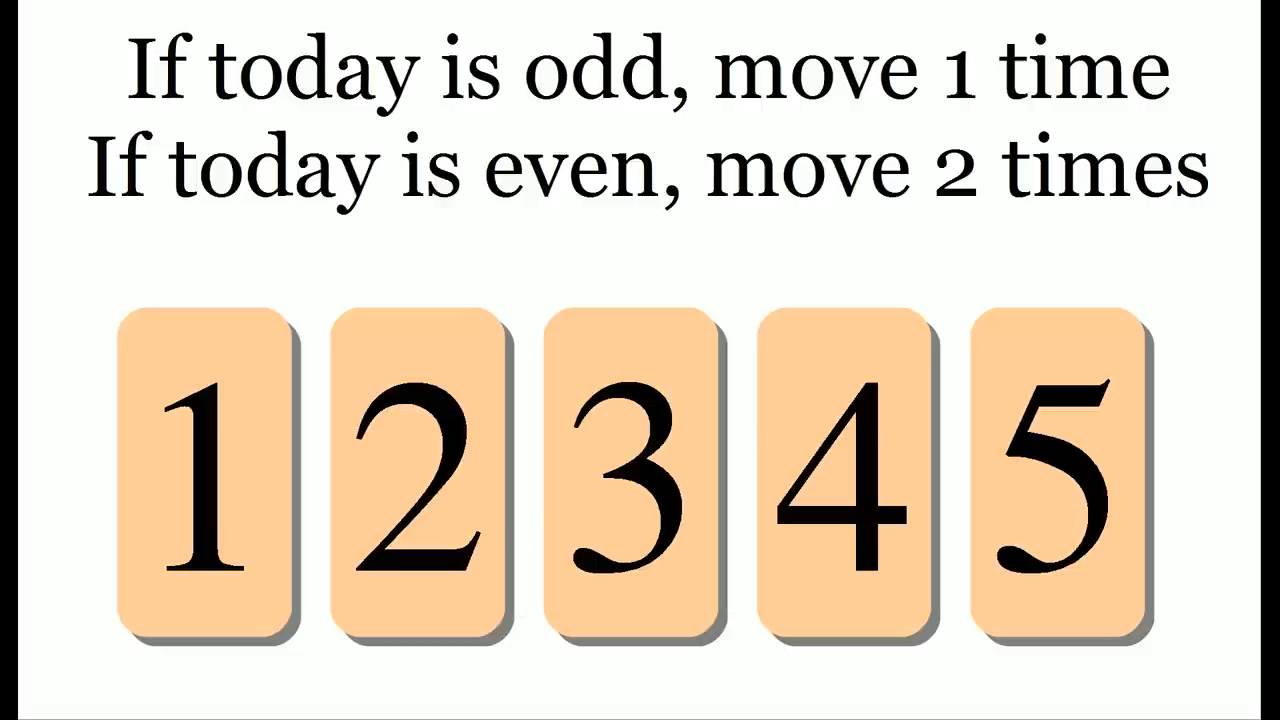 If today is odd, move 1 time
If today is even, move 2 times
1 2 3 4 5